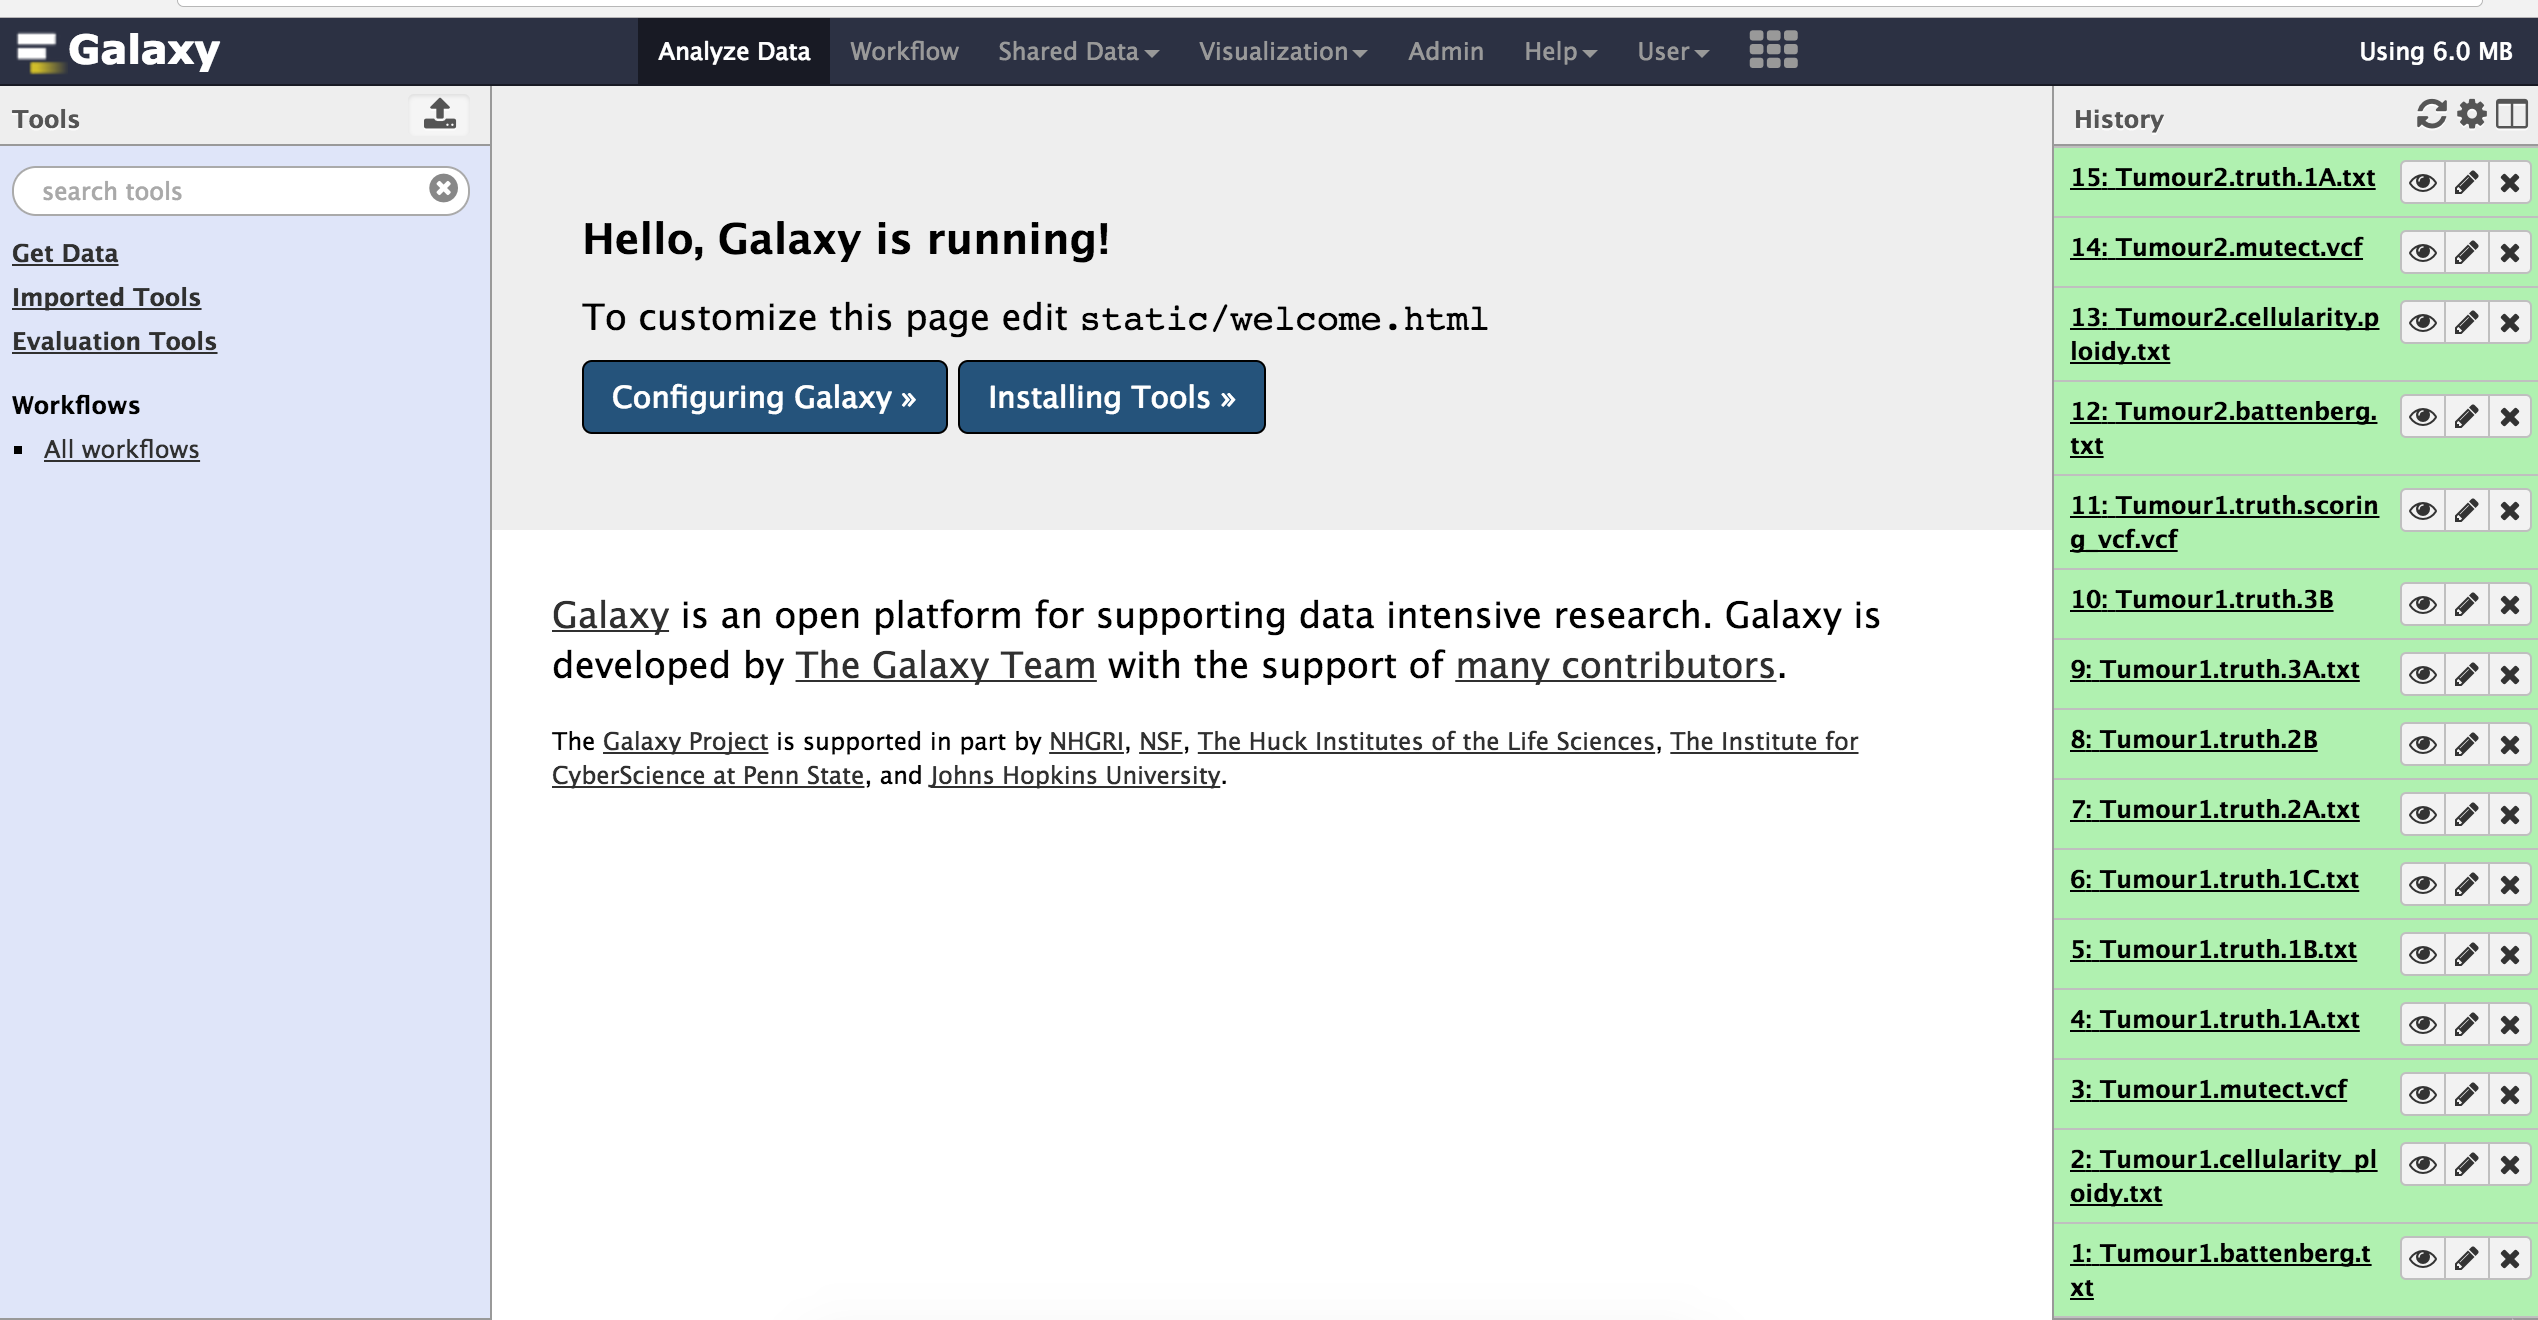 Galaxy
Analyze Data
Workflow
Shared Data
Visualization
Admin
Help
User
Using 6.0 MB
Tools
search tools
Get Data
Imported Tools
Evaluation Tools
Workflows
All workflows
Hello, Galaxy is running!
To customize this page edit static/welcome.html
Configuring Galaxy »
Installing Tools »
Galaxy is an open platform for supporting data intensive research. Galaxy is
developed by The Galaxy Team with the support of many contributors.
The Galaxy Project is supported in part by NHGRI, NSF, The Huck Institutes of the Life Sciences, The Institute for
CyberScience at Penn State, and Johns Hopkins University.
History
15: Tumour2.truth.1A.txt
14: Tumour2.mutect.vcf
13: Tumour2.cellularity.p
loidy.txt
12: Tumour2.battenberg.
txt
11: Tumour1.truth.scorin
g_vcf.vcf
10: Tumour1.truth.3B
9: Tumour1.truth.3A.txt
8: Tumour1.truth.2B
7: Tumour1.truth.2A.txt
6: Tumour1.truth.1C.txt
5: Tumour1.truth.1B.txt
4: Tumour1.truth.1A.txt
3: Tumour1.mutect.vcf
2: Tumour1.cellularity_pl
oidy.txt
1: Tumour1.battenberg.t
xt